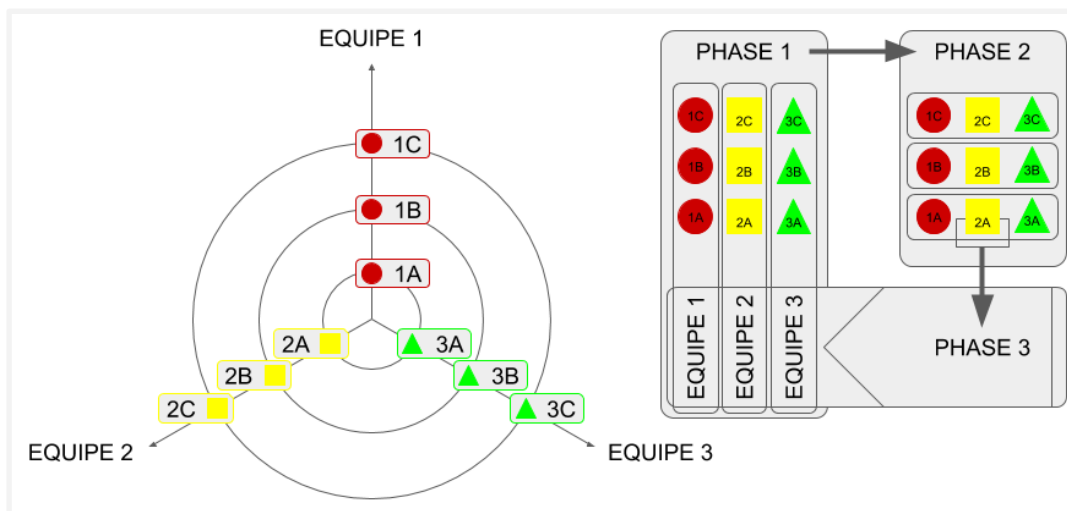 EQUIPE 1
1C
1B
1A
2A
3A
2B
3B
2C
3C
EQUIPE 2
EQUIPE 3
PHASE 1
1C
2C
3C
1B
2B
3B
1A
2A
3A
EQUIPE 1
EQUIPE 2
EQUIPE 3
PHASE 2
1C
2C
3C
1B
2B
3B
1A
2A
3A
PHASE 3